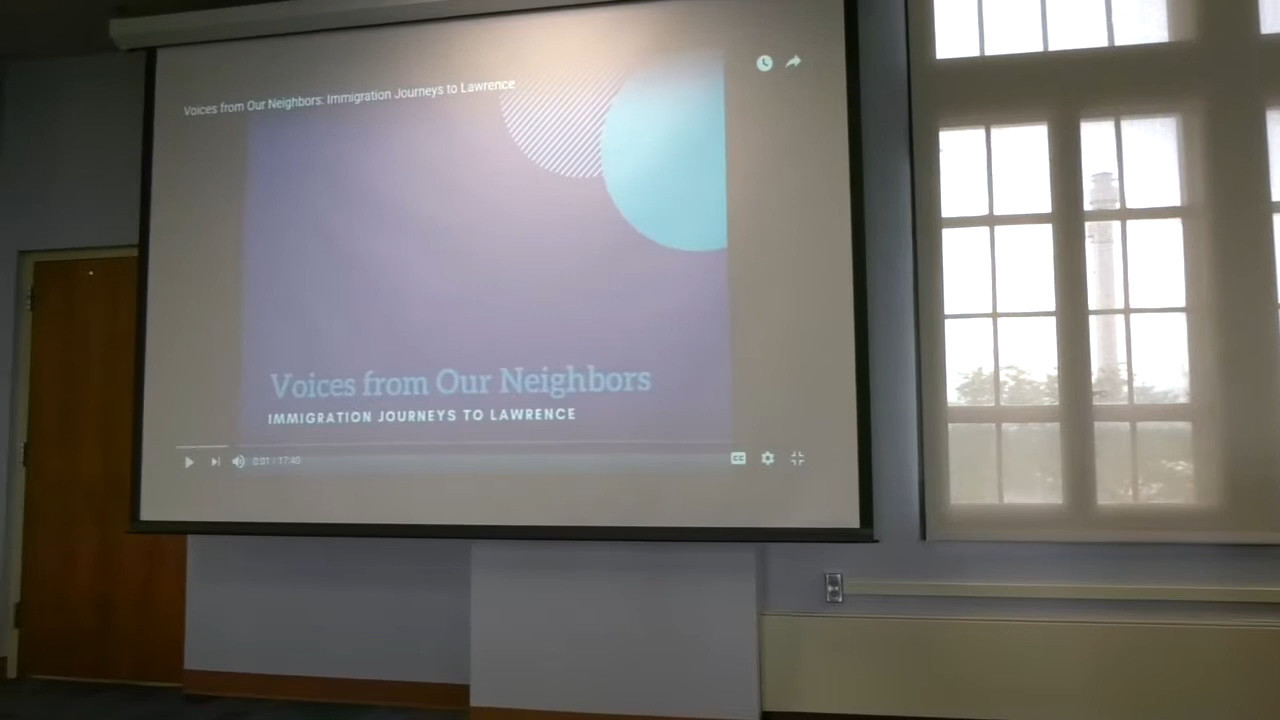 Voices from Our Neighbors: Immigration Journeys to Lawrence
Voices from Our Neighbors
IMMIGRATION JOURNEYS TO LAWRENCE
0:01 / 17:40
CC